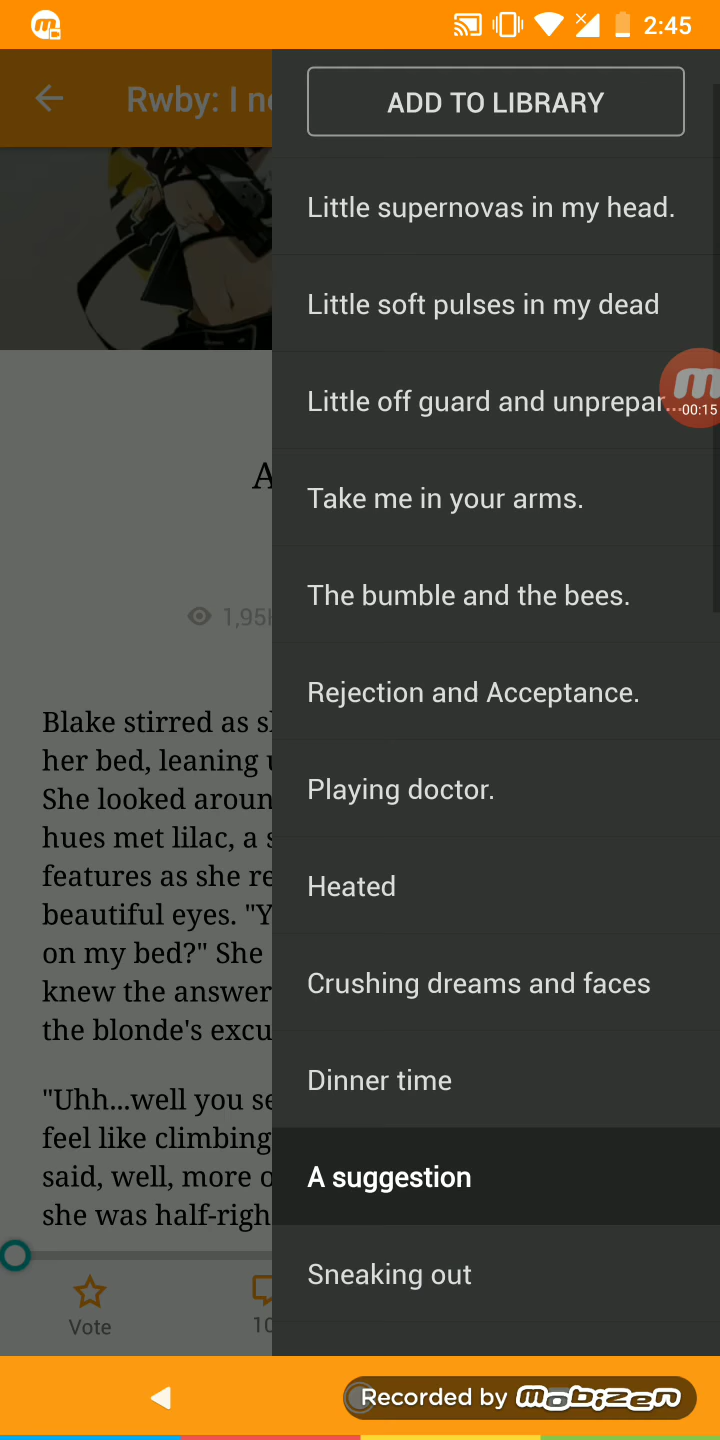 2:45
Rwby: I n
ADD TO LIBRARY
Little supernovas in my head.
Little soft pulses in my dead
Little off guard and unprepar...
00:15
Take me in your arms.
A
The bumble and the bees.
1,95
Rejection and Acceptance.
Blake stirred as s
her bed, leaning
Playing doctor.
She looked aroun
hues met lilac, a s
Heated
features as she re
beautiful eyes. "Y
on my bed?" She
Crushing dreams and faces
knew the answer
the blonde's excu
Dinner time
"Uhh...well you se
feel like climbing
A suggestion
said, well, more o
she was half-righ
Sneaking out
Vote
10
Recorded by mobizen